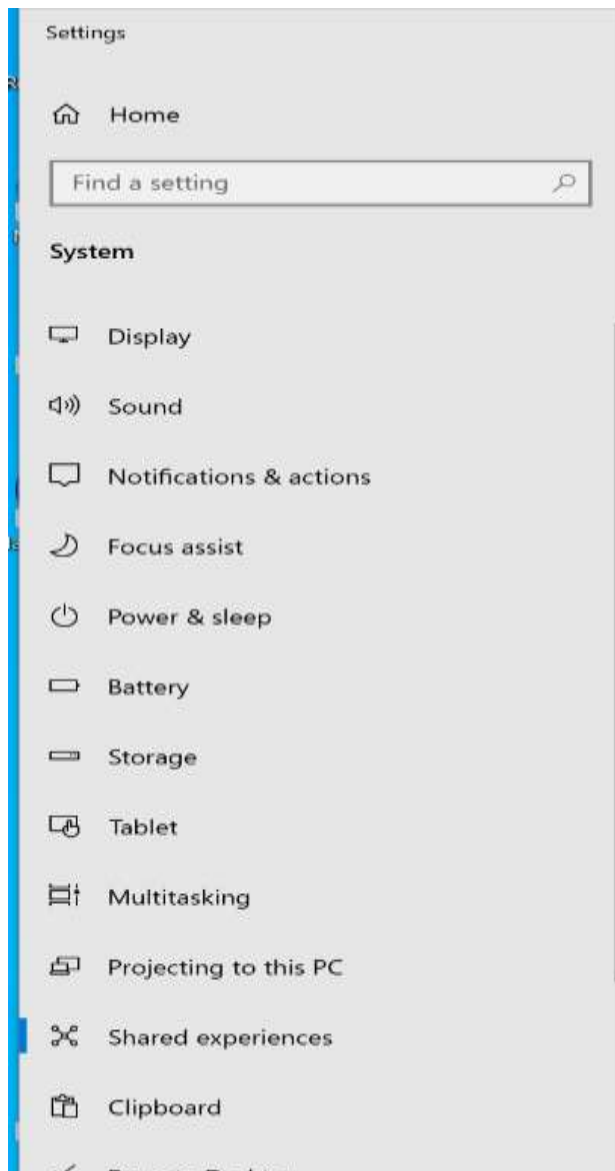 Settings
Home
Find a setting
System
Display
Sound
Notifications & actions
Focus assist
Power & sleep
Battery
Storage
Tablet
Multitasking
Projecting to this PC
Shared experiences
Clipboard